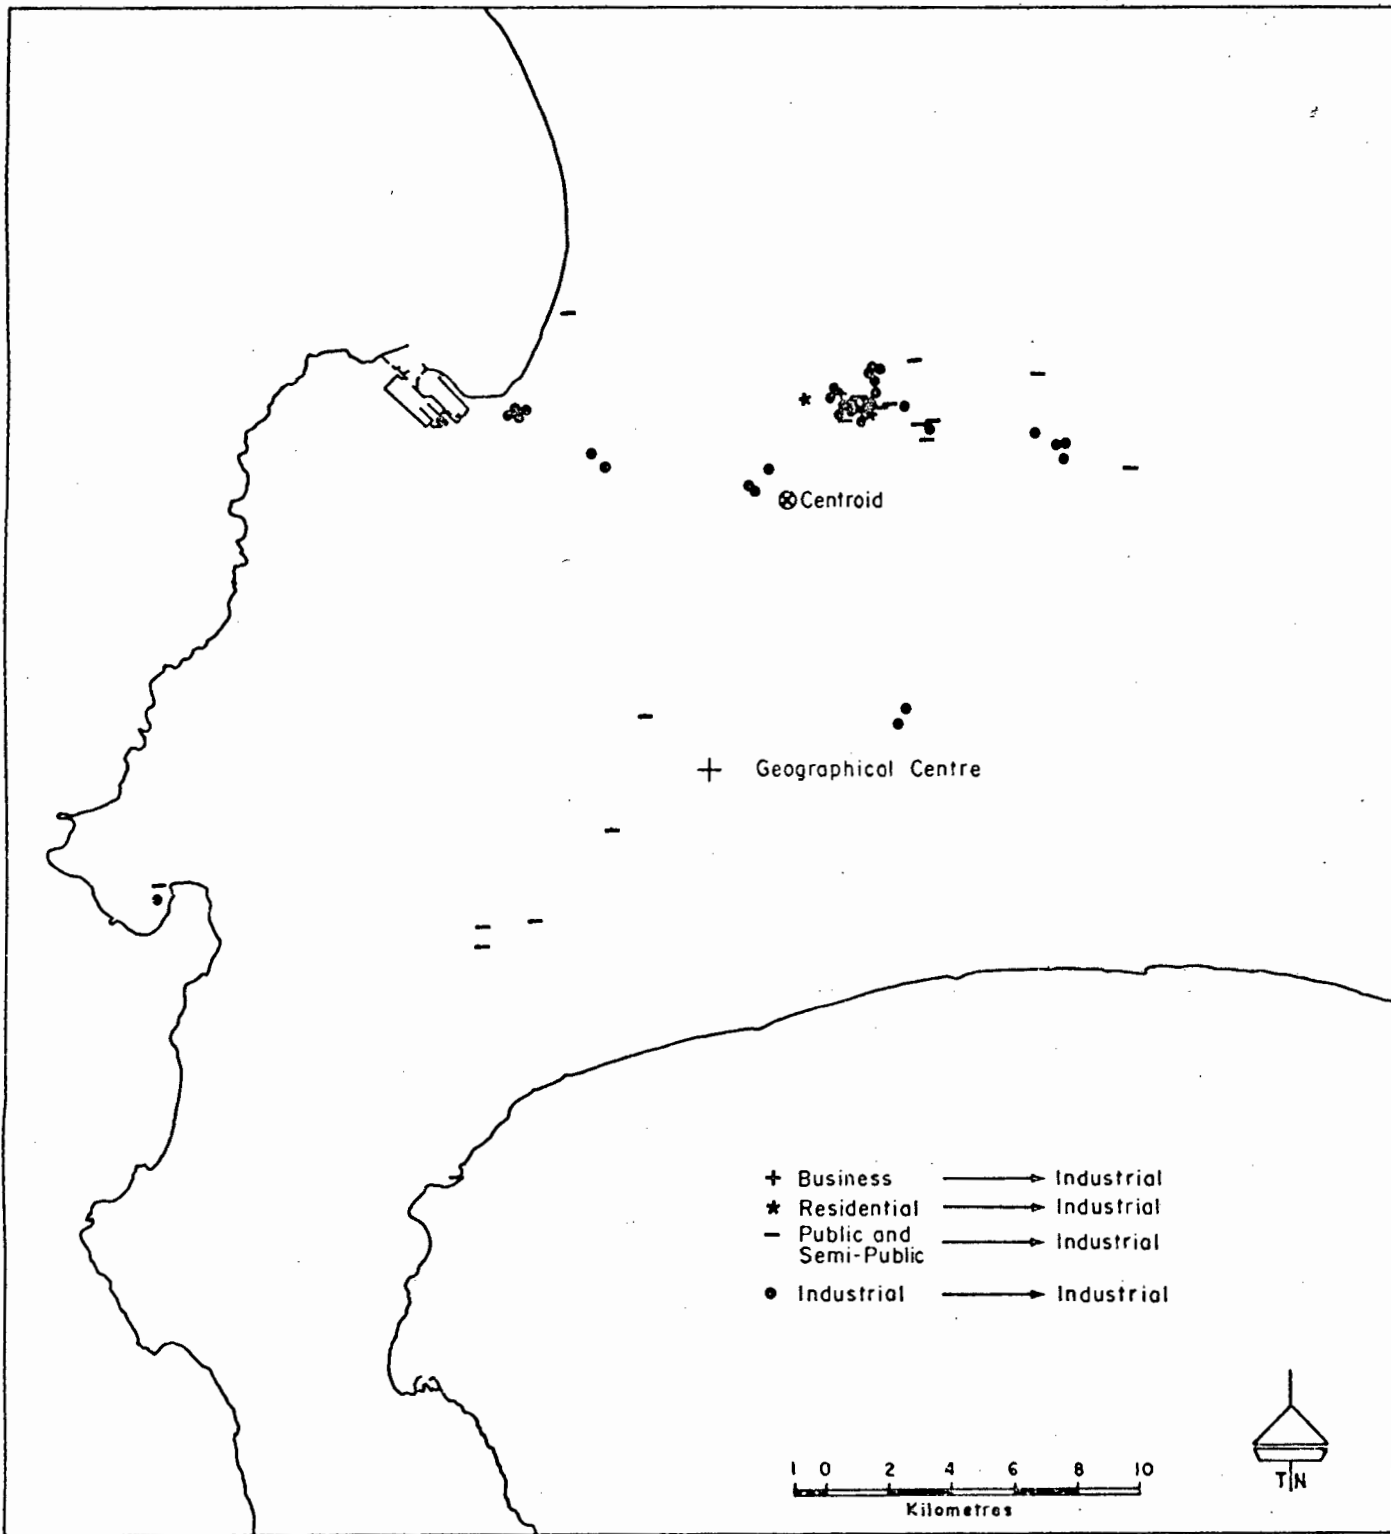 Centroid
Geographical Centre
+ Business → Industrial
* Residential → Industrial
– Public and Semi-Public → Industrial
• Industrial → Industrial
1 0 2 4 6 8 10
Kilometres
T N